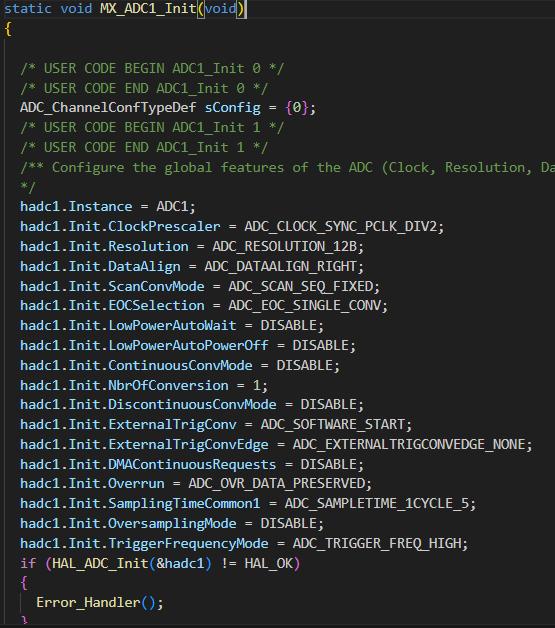 static void MX_ADC1_Init(void)
{
/* USER CODE BEGIN ADC1_Init 0 */
/* USER CODE END ADC1_Init 0 */
ADC_ChannelConfTypeDef sConfig = {0};
/* USER CODE BEGIN ADC1_Init 1 */
/* USER CODE END ADC1_Init 1 */
/** Configure the global features of the ADC (Clock, Resolution, Da
*/
hadc1.Instance = ADC1;
hadc1.Init.ClockPrescaler = ADC_CLOCK_SYNC_PCLK_DIV2;
hadc1.Init.Resolution = ADC_RESOLUTION_12B;
hadc1.Init.DataAlign = ADC_DATAALIGN_RIGHT;
hadc1.Init.ScanConvMode = ADC_SCAN_SEQ_FIXED;
hadc1.Init.EOCSelection = ADC_EOC_SINGLE_CONV;
hadc1.Init.LowPowerAutoWait = DISABLE;
hadc1.Init.LowPowerAutoPowerOff = DISABLE;
hadc1.Init.ContinuousConvMode = DISABLE;
hadc1.Init.NbrOfConversion = 1;
hadc1.Init.DiscontinuousConvMode = DISABLE;
hadc1.Init.ExternalTrigConv = ADC_SOFTWARE_START;
hadc1.Init.ExternalTrigConvEdge = ADC_EXTERNALTRIGCONVEDGE_NONE;
hadc1.Init.DMAContinuousRequests = DISABLE;
hadc1.Init.Overrun = ADC_OVR_DATA_PRESERVED;
hadc1.Init.SamplingTimeCommon1 = ADC_SAMPLETIME_1CYCLE_5;
hadc1.Init.OversamplingMode = DISABLE;
hadc1.Init.TriggerFrequencyMode = ADC_TRIGGER_FREQ_HIGH;
if (HAL_ADC_Init(&hadc1) != HAL_OK)
{
Error_Handler();
}